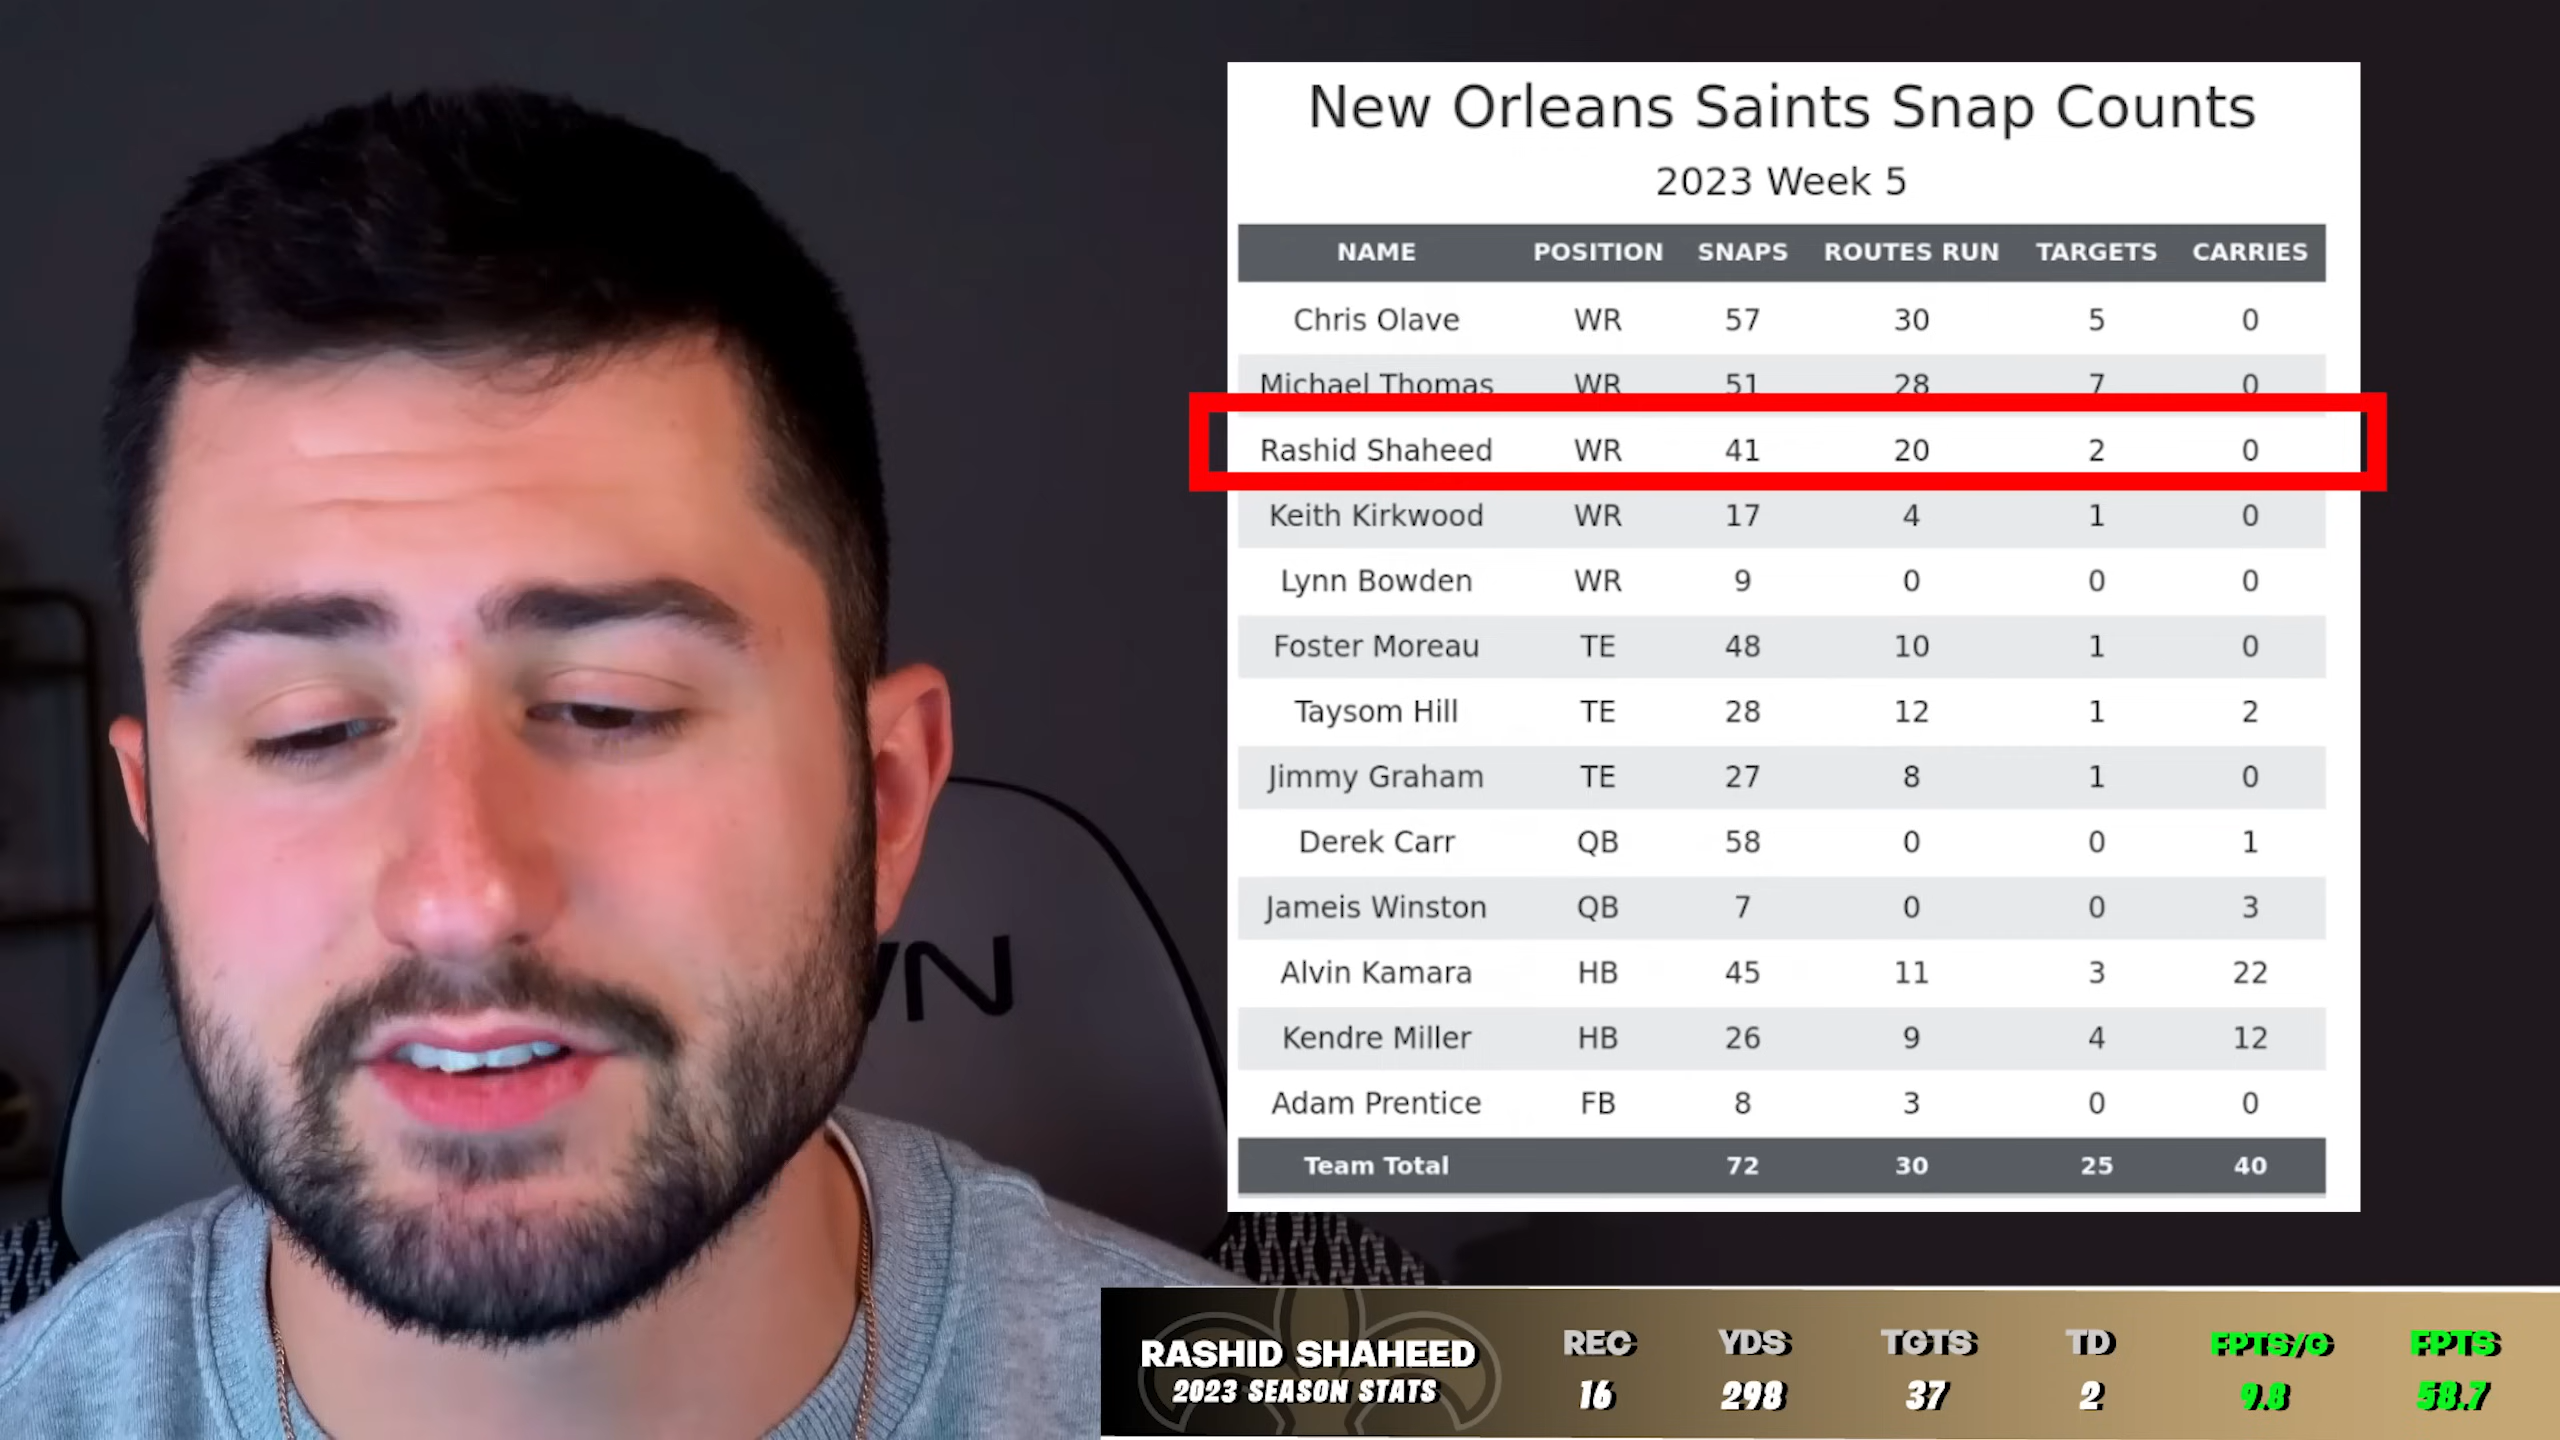 New Orleans Saints Snap Counts
2023 Week 5
NAME POSITION SNAPS ROUTES RUN TARGETS CARRIES
Chris Olave WR 57 30 5 0
Michael Thomas WR 51 28 7 0
Rashid Shaheed WR 41 20 2 0
Keith Kirkwood WR 17 4 1 0
Lynn Bowden WR 9 0 0 0
Foster Moreau TE 48 10 1 0
Taysom Hill TE 28 12 1 2
Jimmy Graham TE 27 8 1 0
Derek Carr QB 58 0 0 1
Jameis Winston QB 7 0 0 3
Alvin Kamara HB 45 11 3 22
Kendre Miller HB 26 9 4 12
Adam Prentice FB 8 3 0 0
Team Total 72 30 25 40
RASHID SHAHEED REC YDS TGTS TD FPTS/G FPTS
2023 SEASON STATS 16 298 37 2 9.8 58.7